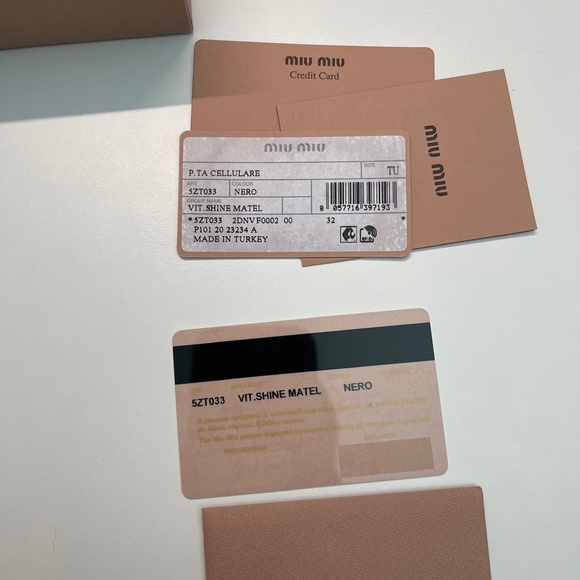 miu miu
Credit Card
miu miu
miu miu
P.TA CELLULARE
SIZE
TU
ART. COLOUR
5ZT033 NERO
GROUP NAME
VIT.SHINE MATEL
8 057716 397193
*5ZT033 2DNV F0002 00 32 *
P101 20 23234 A
MADE IN TURKEY
5ZT033 VIT.SHINE MATEL NERO